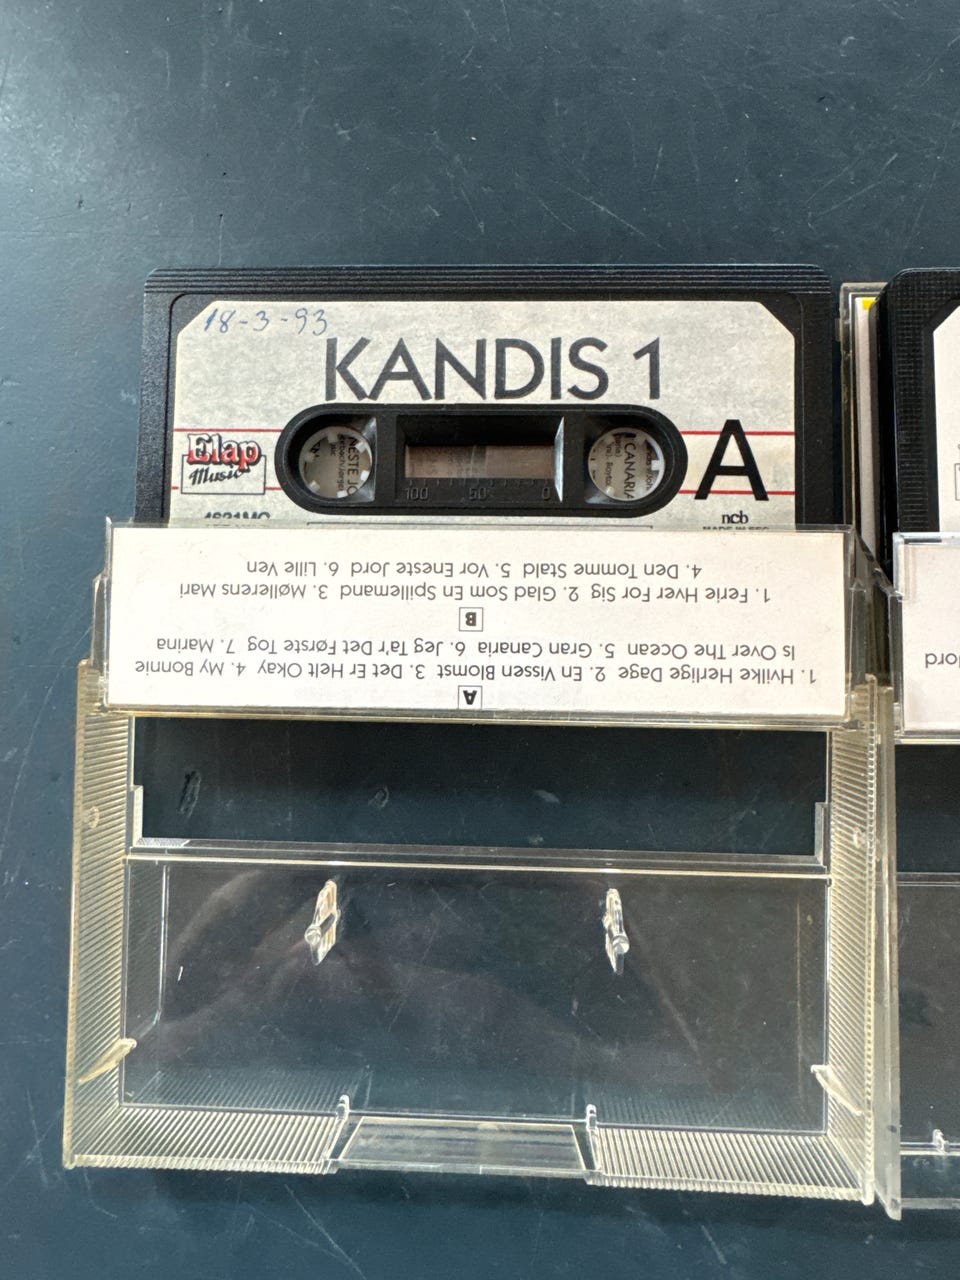 18-3-93
KANDIS 1
Elap
Music
A
100 50 0
ncb
A
1. Hvilke Herlige Dage 2. En Vissen Blomst 3. Det Er Helt Okay 4. My Bonnie
Is Over The Ocean 5. Gran Canaria 6. Jeg Ta'r Det Første Tog 7. Marina
B
1. Ferie Hver For Sig 2. Glad Som En Spillemand 3. Møllerens Mari
4. Den Tomme Stald 5. Vor Eneste Jord 6. Lille Ven